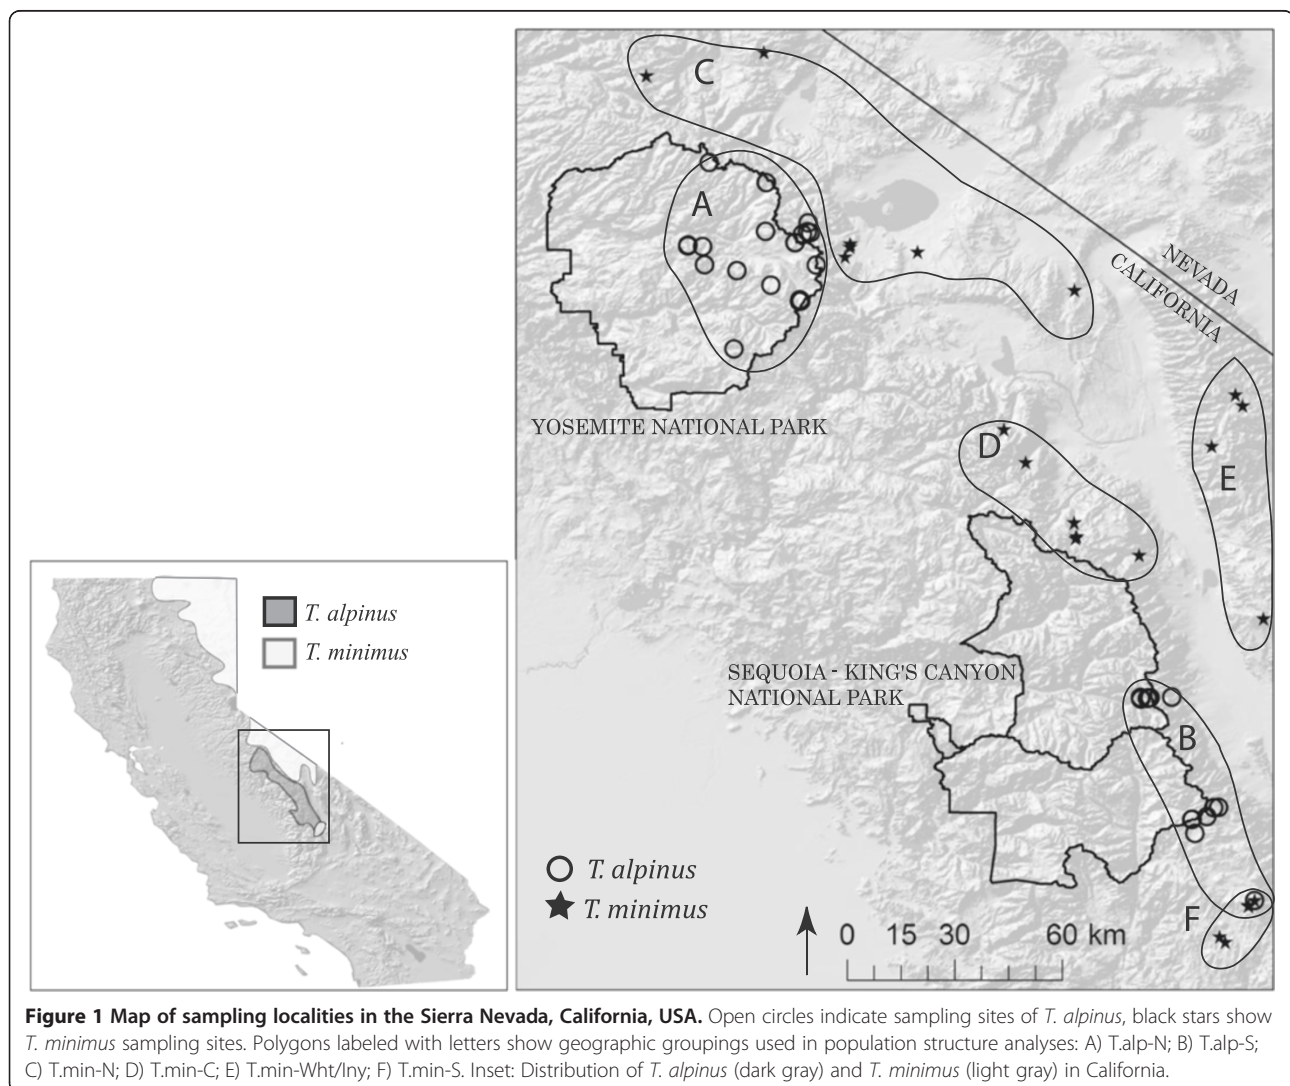 C
A
NEVADA
CALIFORNIA
YOSEMITE NATIONAL PARK
D
E
T. alpinus
T. minimus
SEQUOIA - KING'S CANYON
NATIONAL PARK
B
T. alpinus
T. minimus
F
0 15 30 60 km
Figure 1 Map of sampling localities in the Sierra Nevada, California, USA. Open circles indicate sampling sites of T. alpinus, black stars show
T. minimus sampling sites. Polygons labeled with letters show geographic groupings used in population structure analyses: A) T.alp-N; B) T.alp-S;
C) T.min-N; D) T.min-C; E) T.min-Wht/Iny; F) T.min-S. Inset: Distribution of T. alpinus (dark gray) and T. minimus (light gray) in California.